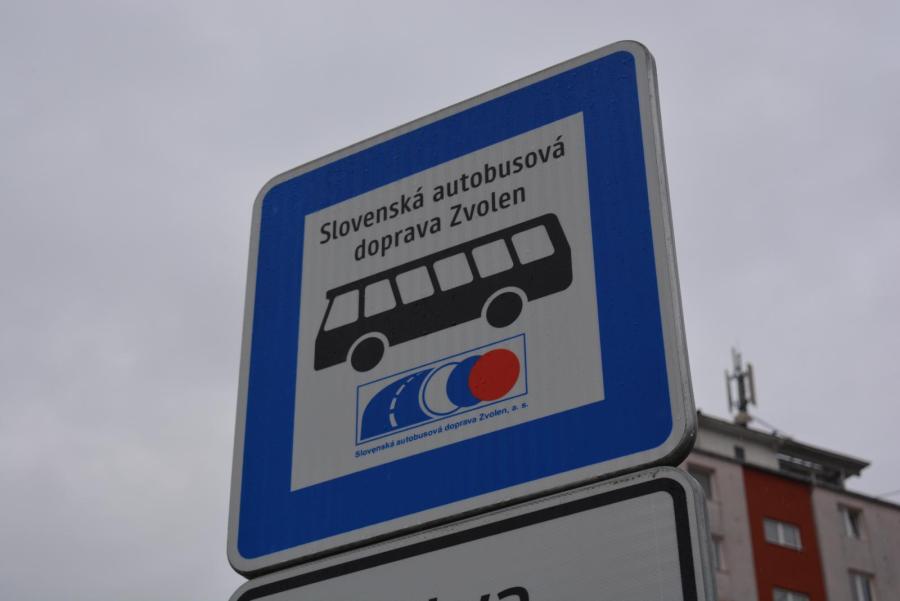 Slovenská autobusová
doprava Zvolen
Slovenská autobusová doprava Zvolen, a. s.